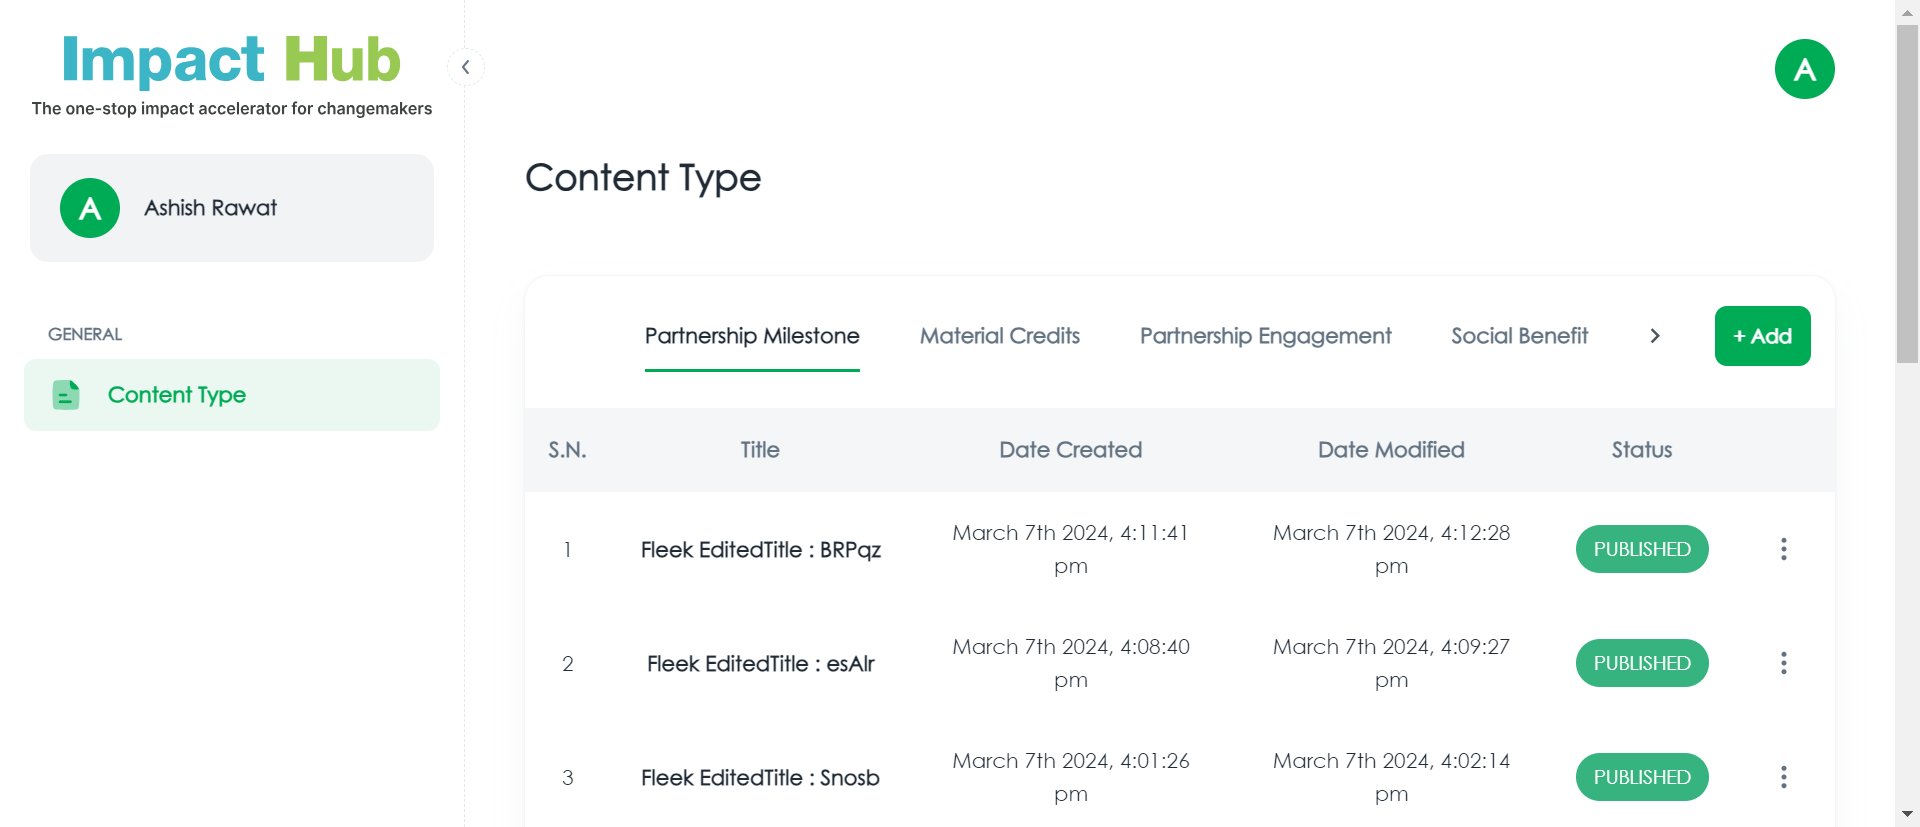 Impact Hub
The one-stop impact accelerator for changemakers
A
Ashish Rawat
GENERAL
Content Type
A
Content Type
Partnership Milestone Material Credits Partnership Engagement Social Benefit + Add
S.N. Title Date Created Date Modified Status
1 Fleek EditedTitle : BRPqz March 7th 2024, 4:11:41 pm March 7th 2024, 4:12:28 pm PUBLISHED
2 Fleek EditedTitle : esAlr March 7th 2024, 4:08:40 pm March 7th 2024, 4:09:27 pm PUBLISHED
3 Fleek EditedTitle : Snosb March 7th 2024, 4:01:26 pm March 7th 2024, 4:02:14 pm PUBLISHED